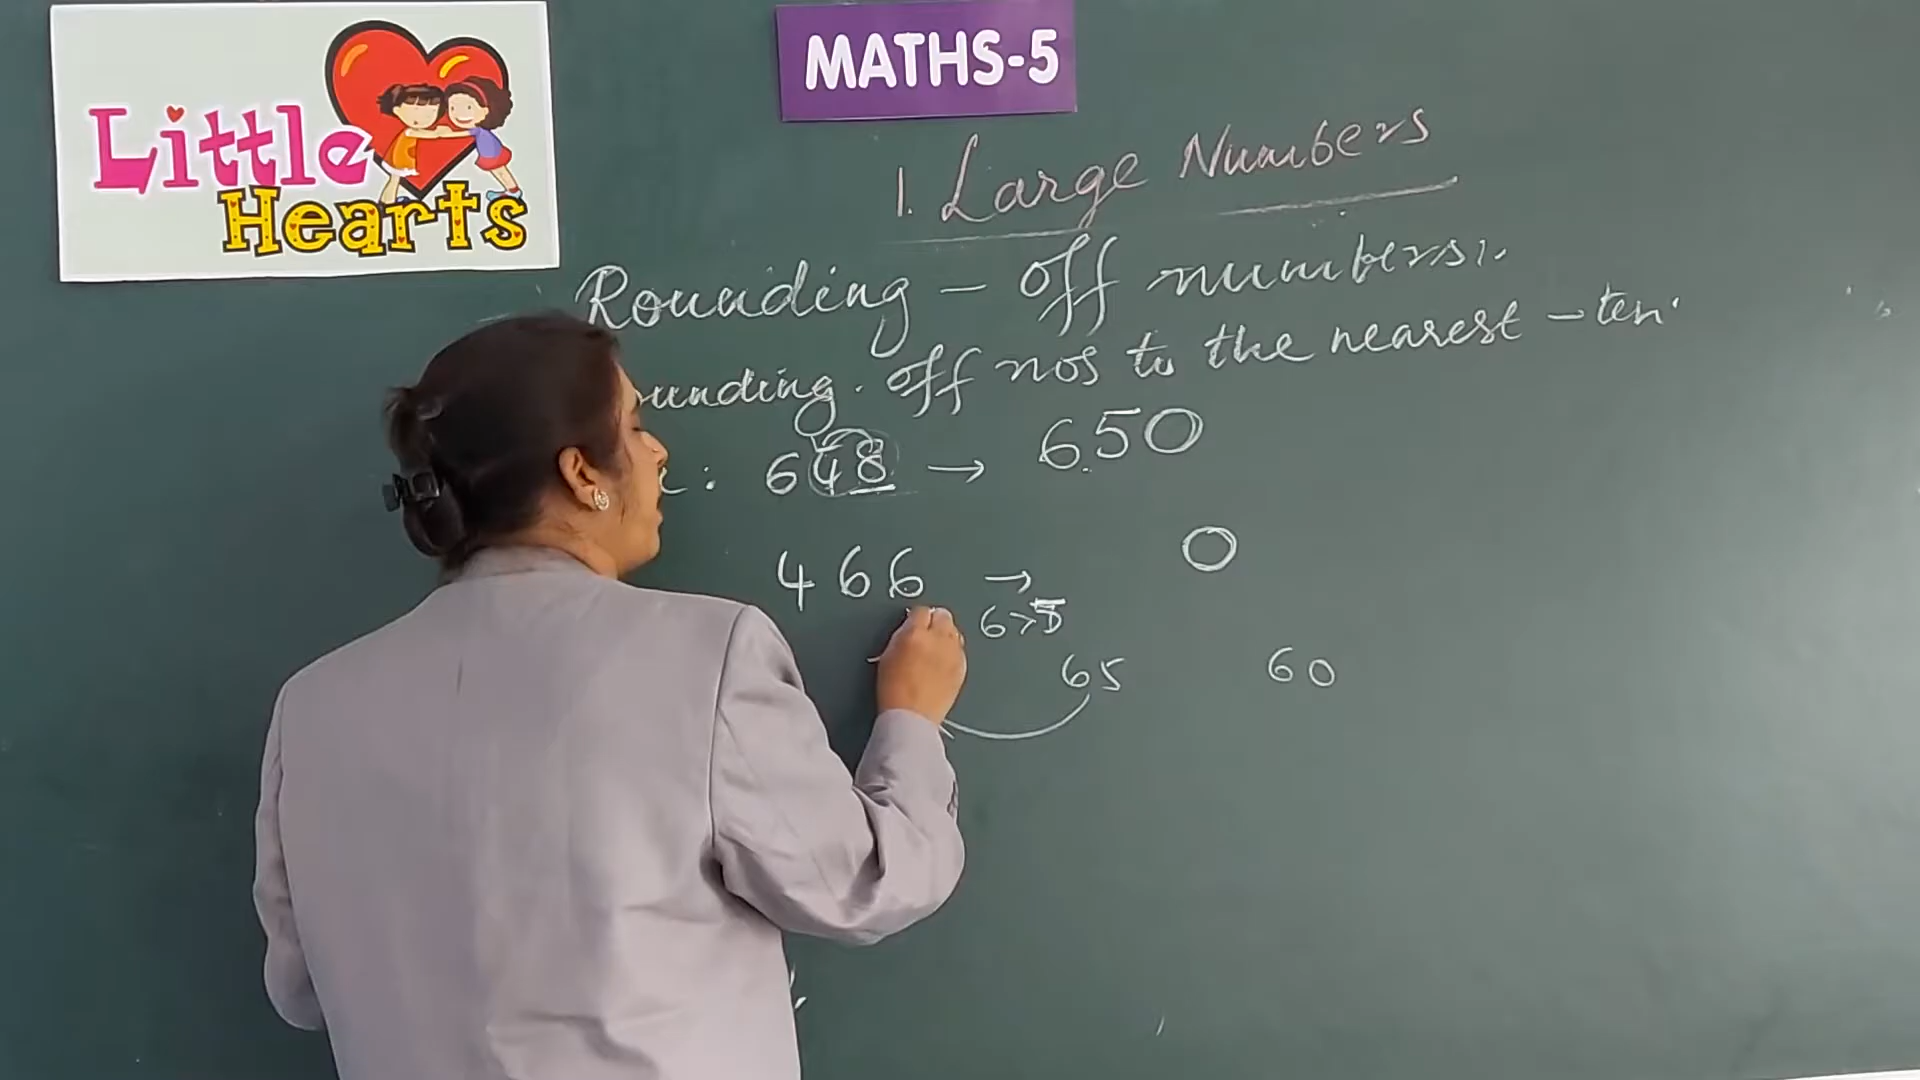 Little
Hearts
MATHS-5
1. Large Numbers
Rounding - off numbers:.
ounding. off nos to the nearest - ten.
: 648 → 650
466 → 0
6>5
65 60